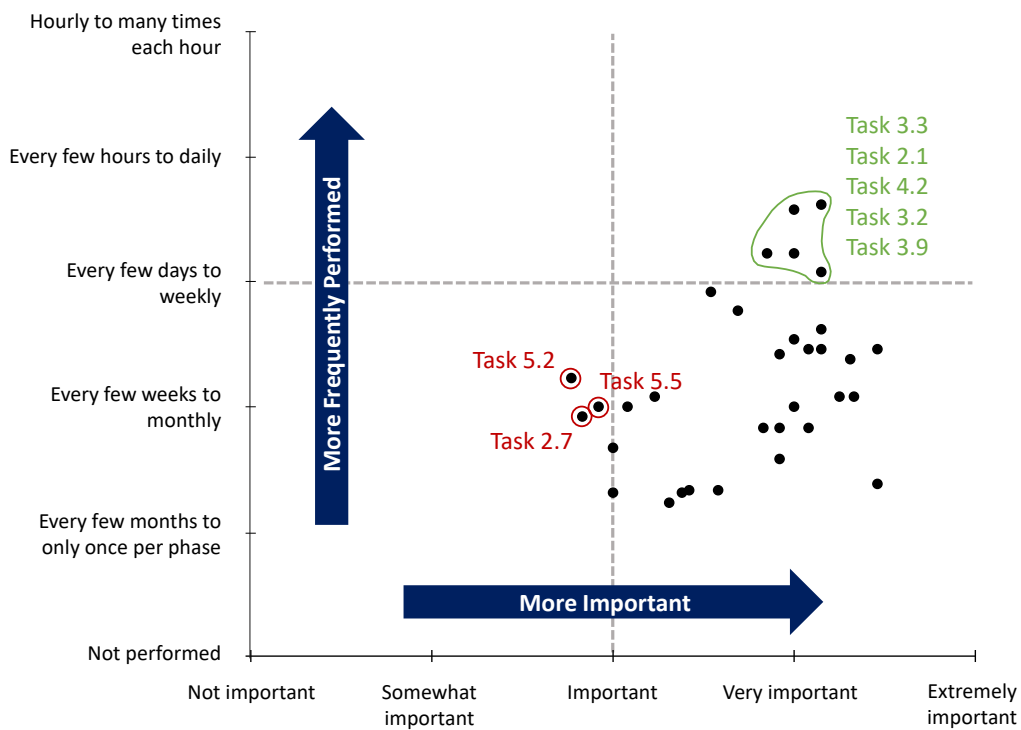 Hourly to many times
each hour
Every few hours to daily
Every few days to
weekly
Every few weeks to
monthly
Every few months to
only once per phase
Not performed
More Frequently Performed
Task 3.3
Task 2.1
Task 4.2
Task 3.2
Task 3.9
Task 5.2
Task 5.5
Task 2.7
More Important
Not important
Somewhat
important
Important
Very important
Extremely
important